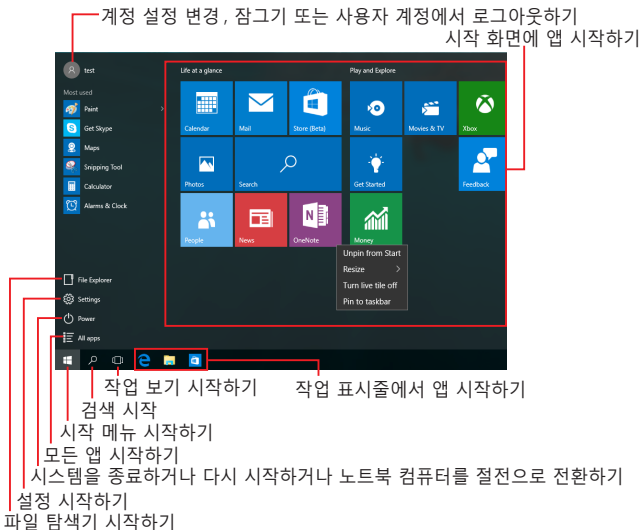 계정 설정 변경, 잠그기 또는 사용자 계정에서 로그아웃하기
시작 화면에 앱 시작하기
test
Life at a glance
Play and Explore
Most used
Paint
Get Skype
Maps
Snipping Tool
Calculator
Alarms & Clock
Calendar
Mail
Store (Beta)
Music
Movies & TV
Xbox
Photos
Search
Get Started
Feedback
People
News
OneNote
Money
Unpin from Start
Resize
Turn live tile off
Pin to taskbar
File Explorer
Settings
Power
All apps
작업 보기 시작하기
작업 표시줄에서 앱 시작하기
검색 시작
시작 메뉴 시작하기
모든 앱 시작하기
시스템을 종료하거나 다시 시작하거나 노트북 컴퓨터를 절전으로 전환하기
설정 시작하기
파일 탐색기 시작하기